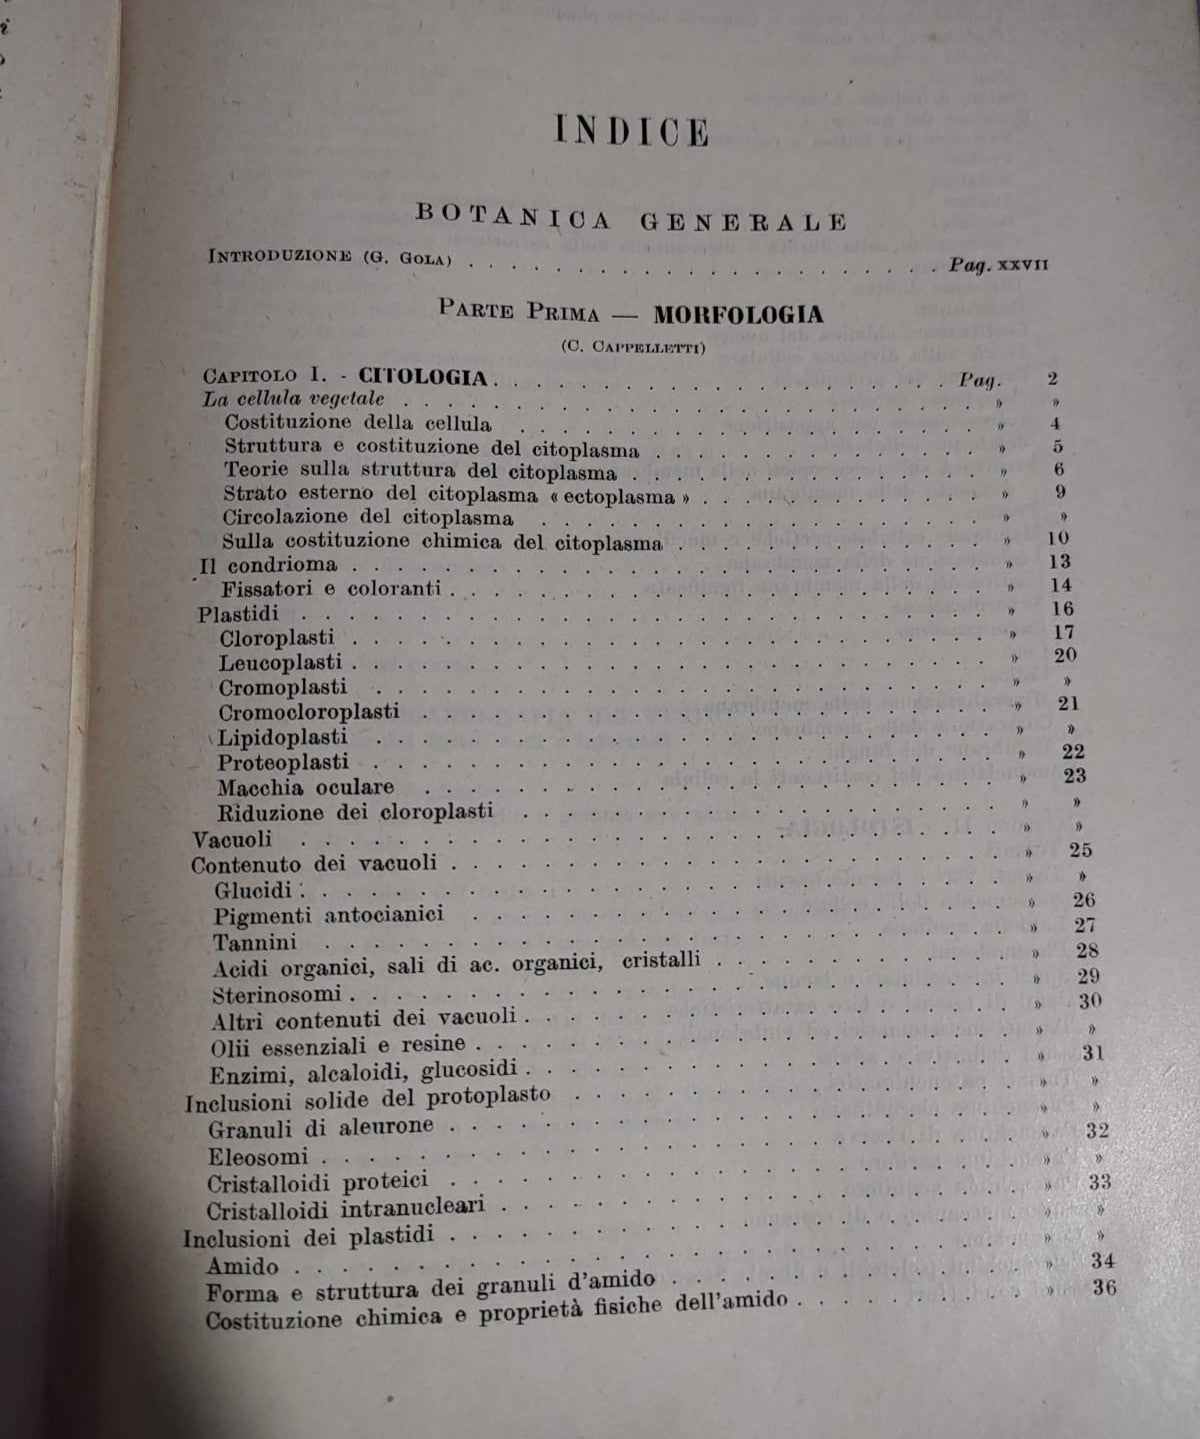 INDICE
BOTANICA GENERALE
INTRODUZIONE (G. GOLA) . . . . . . . . . . Pag. XXVII
PARTE PRIMA — MORFOLOGIA
(C. CAPPELLETTI)
CAPITOLO I. - CITOLOGIA . . . . . . . . . . Pag. 2
La cellula vegetale . . . . . . . . . . » »
Costituzione della cellula . . . . . . . . . . » 4
Struttura e costituzione del citoplasma . . . . . . . . . . » 5
Teorie sulla struttura del citoplasma . . . . . . . . . . » 6
Strato esterno del citoplasma « ectoplasma » . . . . . . . . . . » 9
Circolazione del citoplasma . . . . . . . . . . » »
Sulla costituzione chimica del citoplasma . . . . . . . . . . » 10
Il condrioma . . . . . . . . . . » 13
Fissatori e coloranti . . . . . . . . . . » 14
Plastidi . . . . . . . . . . » 16
Cloroplasti . . . . . . . . . . » 17
Leucoplasti . . . . . . . . . . » 20
Cromoplasti . . . . . . . . . . » »
Cromocloroplasti . . . . . . . . . . » 21
Lipidoplasti . . . . . . . . . . » »
Proteoplasti . . . . . . . . . . » 22
Macchia oculare . . . . . . . . . . » 23
Riduzione dei cloroplasti . . . . . . . . . . » »
Vacuoli . . . . . . . . . . » »
Contenuto dei vacuoli . . . . . . . . . . » 25
Glucidi . . . . . . . . . . » »
Pigmenti antocianici . . . . . . . . . . » 26
Tannini . . . . . . . . . . » 27
Acidi organici, sali di ac. organici, cristalli . . . . . . . . . . » 28
Sterinosomi . . . . . . . . . . » 29
Altri contenuti dei vacuoli . . . . . . . . . . » 30
Olii essenziali e resine . . . . . . . . . . » »
Enzimi, alcaloidi, glucosidi . . . . . . . . . . » 31
Inclusioni solide del protoplasto . . . . . . . . . . » »
Granuli di aleurone . . . . . . . . . . » »
Eleosomi . . . . . . . . . . » 32
Cristalloidi proteici . . . . . . . . . . » »
Cristalloidi intranucleari . . . . . . . . . . » 33
Inclusioni dei plastidi . . . . . . . . . . » »
Amido . . . . . . . . . . » »
Forma e struttura dei granuli d'amido . . . . . . . . . . » 34
Costituzione chimica e proprietà fisiche dell'amido . . . . . . . . . . » 36